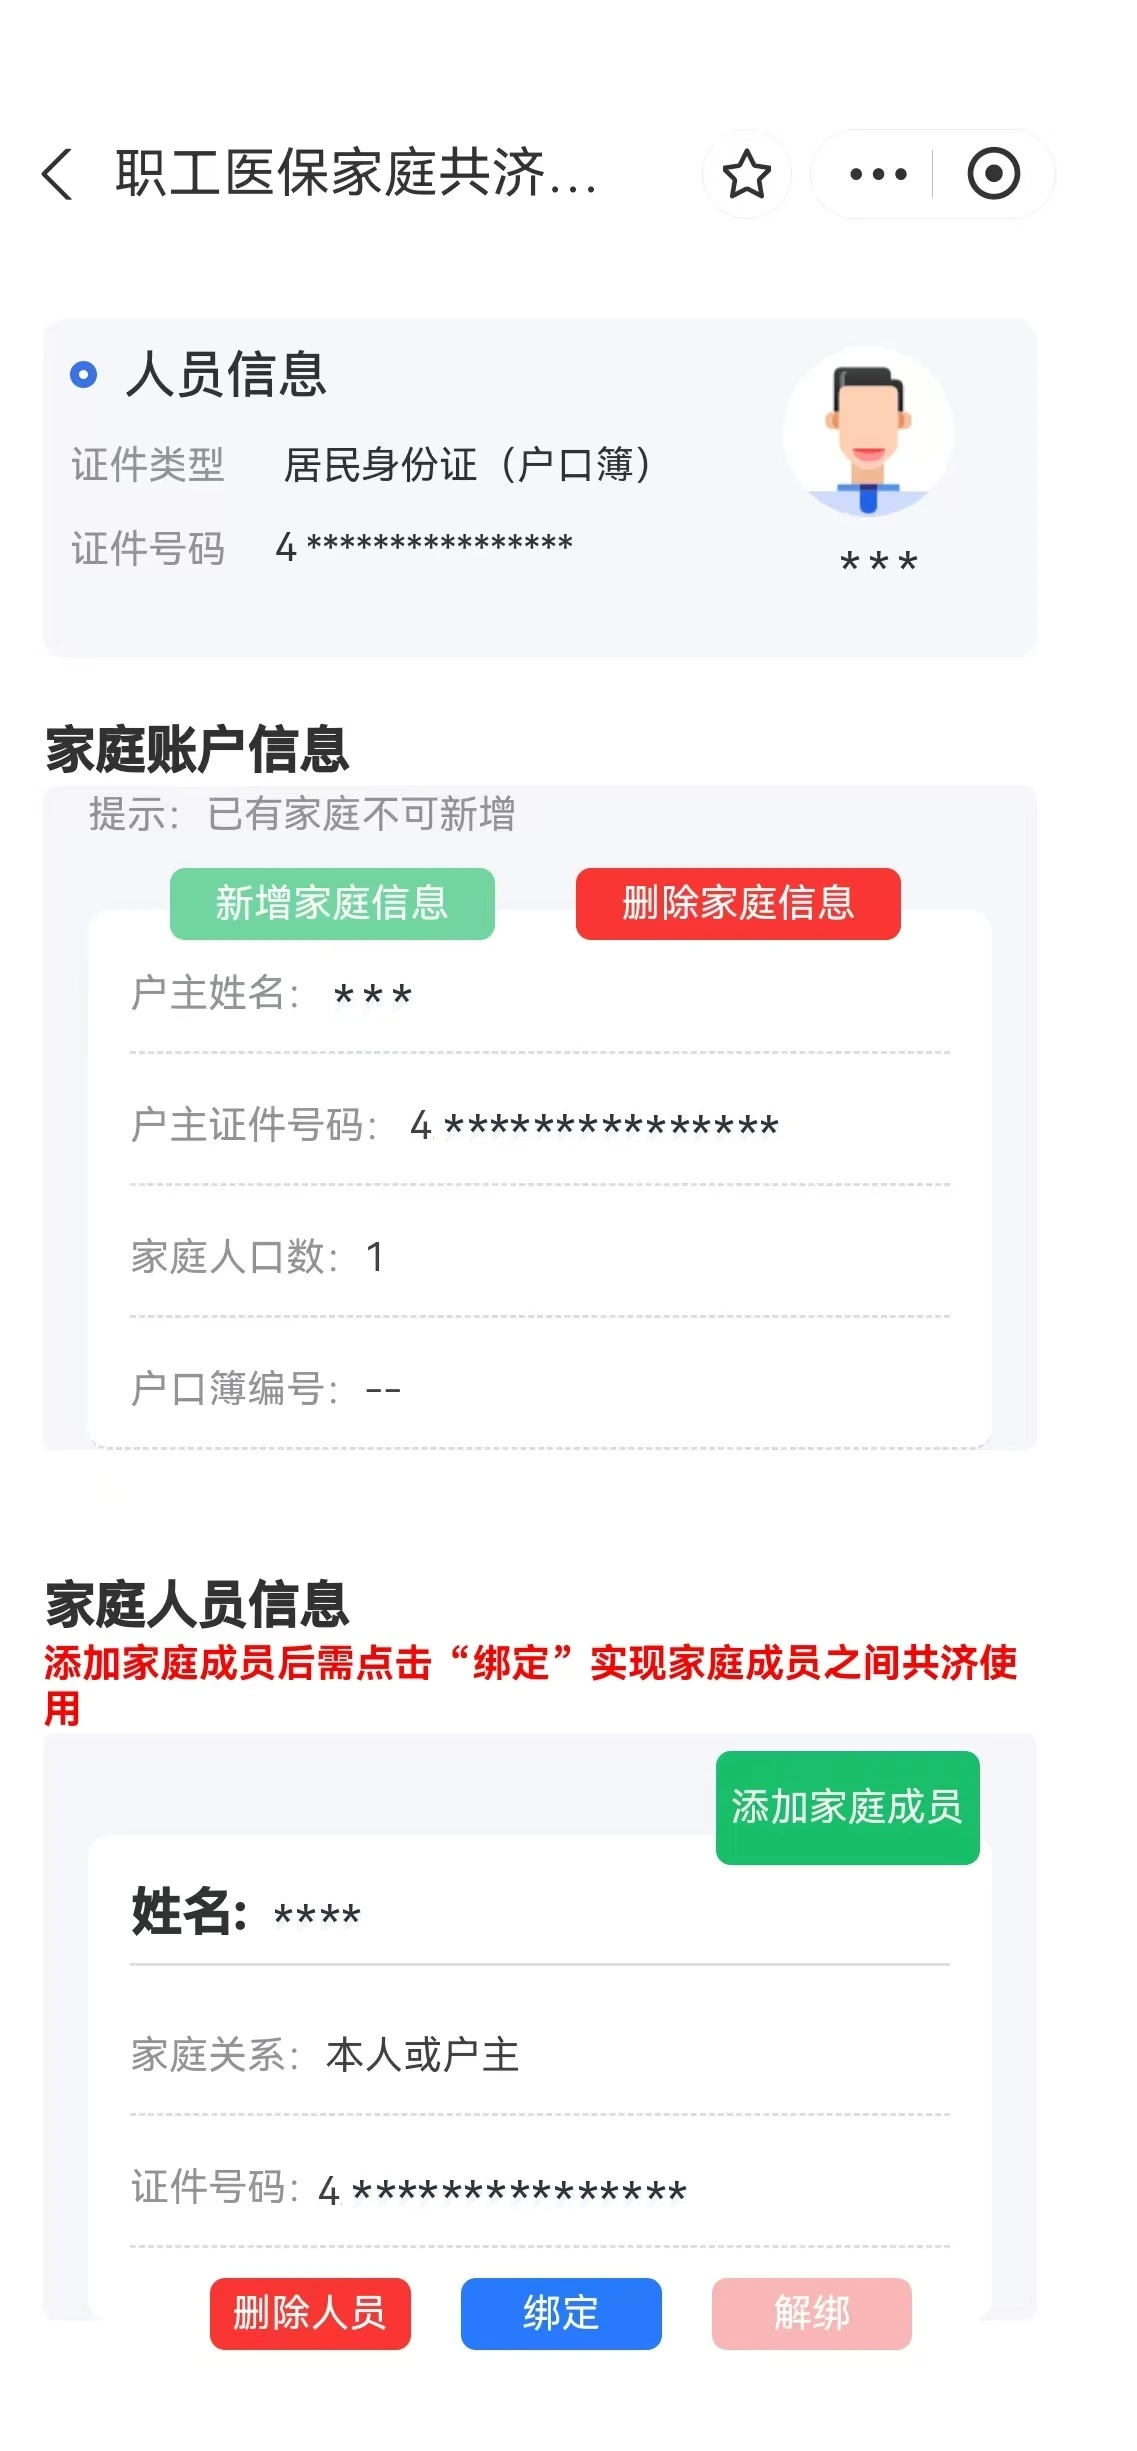 职工医保家庭共济...
人员信息
证件类型 居民身份证（户口簿）
证件号码 4***************
***
家庭账户信息
提示：已有家庭不可新增
新增家庭信息 删除家庭信息
户主姓名： ***
户主证件号码： 4***************
家庭人口数： 1
户口簿编号： --
家庭人员信息
添加家庭成员后需点击“绑定”实现家庭成员之间共济使
用
添加家庭成员
姓名: ****
家庭关系： 本人或户主
证件号码： 4***************
删除人员 绑定 解绑